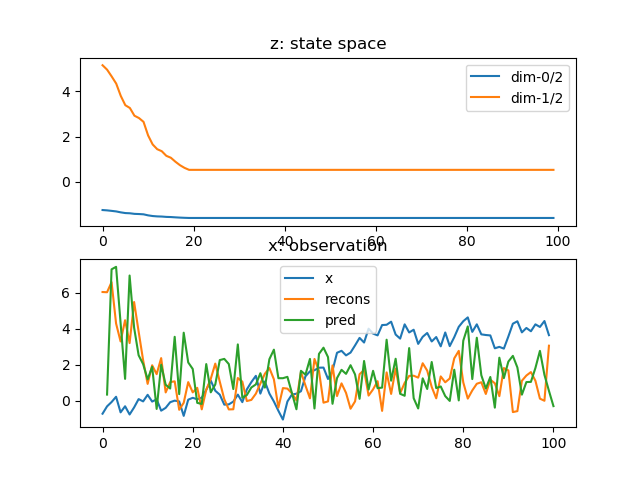 z: state space
dim-0/2
dim-1/2
4
2
0
0 20 40 60 80 100
x: observation
x
recons
pred
6
4
2
0
0 20 40 60 80 100